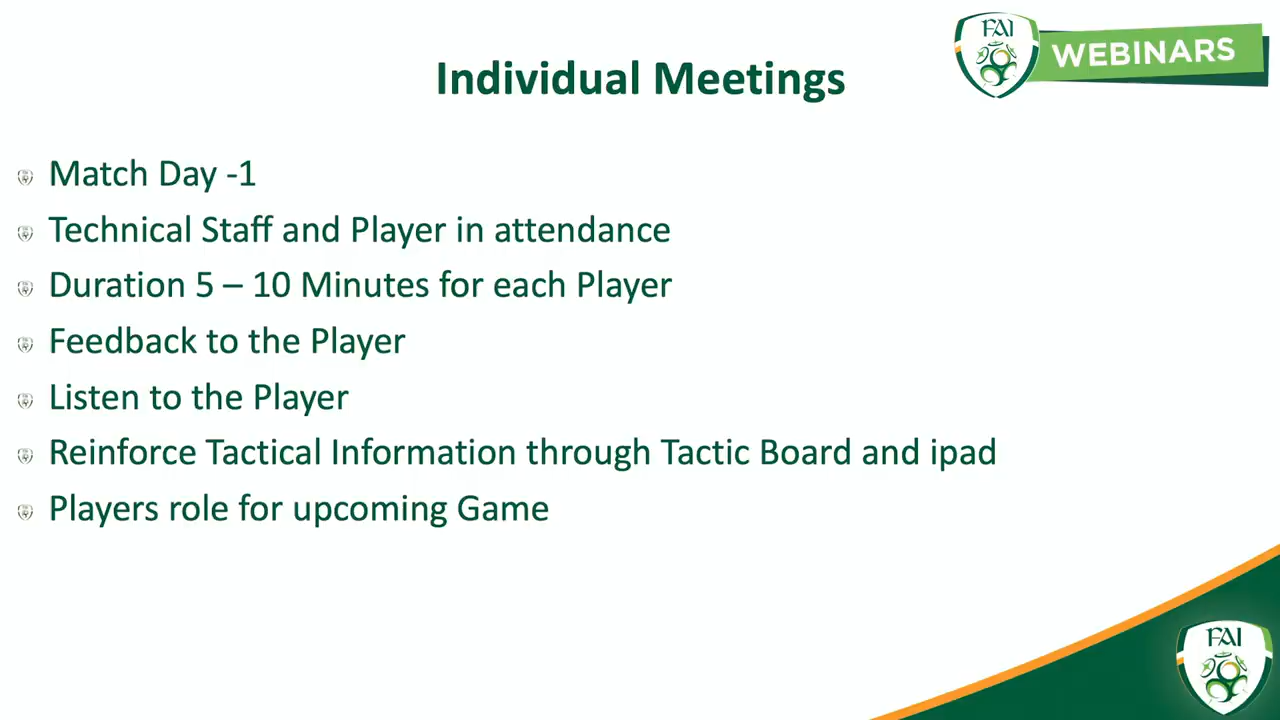 FAI
WEBINARS
Individual Meetings
Match Day -1
Technical Staff and Player in attendance
Duration 5 – 10 Minutes for each Player
Feedback to the Player
Listen to the Player
Reinforce Tactical Information through Tactic Board and ipad
Players role for upcoming Game
FAI